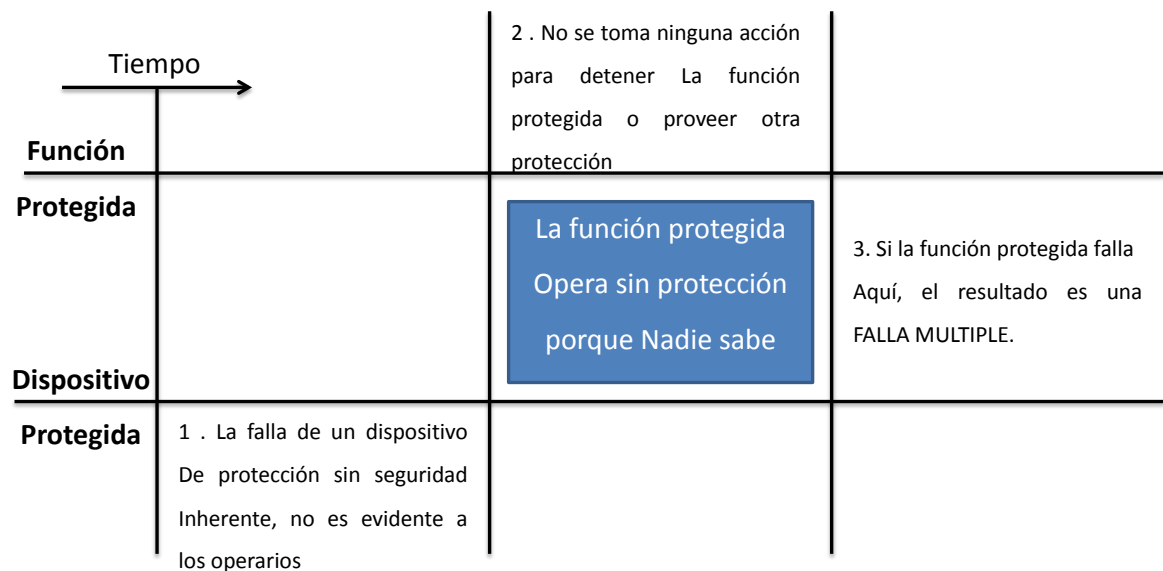 Tiempo
2 . No se toma ninguna acción
para detener La función
protegida o proveer otra
protección
Función
Protegida
La función protegida
Opera sin protección
porque Nadie sabe
3. Si la función protegida falla
Aquí, el resultado es una
FALLA MULTIPLE.
Dispositivo
Protegida
1 . La falla de un dispositivo
De protección sin seguridad
Inherente, no es evidente a
los operarios